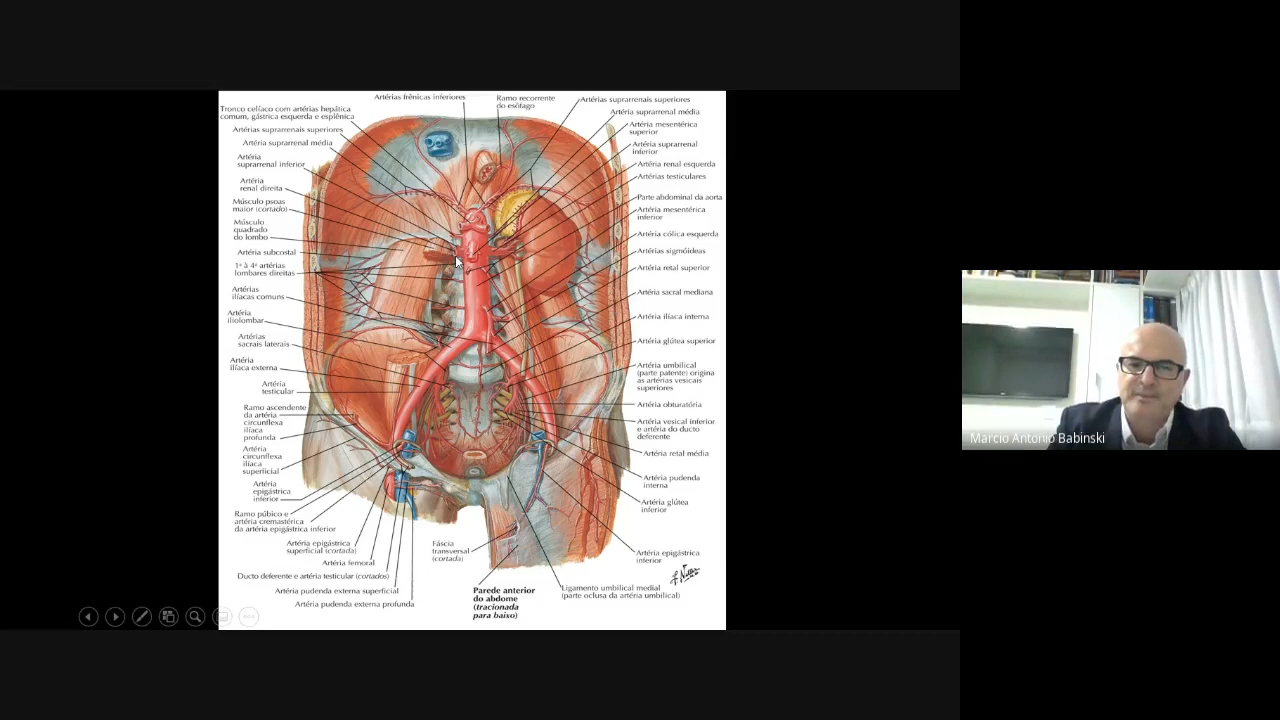 Artérias frênicas inferiores
Ramo recorrente
do esôfago
Tronco celíaco com artérias hepática
comum, gástrica esquerda e esplênica
Artérias suprarrenais superiores
Artéria suprarrenal média
Artéria
suprarrenal inferior
Artéria
renal direita
Músculo psoas
maior (cortado)
Músculo
quadrado
do lombo
Artéria subcostal
1ª à 4ª artérias
lombares direitas
Artérias
ilíacas comuns
Artéria
iliolombar
Artérias
sacrais laterais
Artéria
ilíaca externa
Artéria
testicular
Ramo ascendente
da artéria
circunflexa
ilíaca
profunda
Artéria
circunflexa
ilíaca
superficial
Artéria
epigástrica
inferior
Ramo púbico e
artéria cremastérica
da artéria epigástrica inferior
Artéria epigástrica
superficial (cortada)
Artéria femoral
Ducto deferente e artéria testicular (cortados)
Artéria pudenda externa superficial
Artéria pudenda externa profunda
Artérias suprarrenais superiores
Artéria suprarrenal média
Artéria mesentérica
superior
Artéria suprarrenal
inferior
Artéria renal esquerda
Artérias testiculares
Parte abdominal da aorta
Artéria mesentérica
inferior
Artéria cólica esquerda
Artérias sigmóideas
Artéria retal superior
Artéria sacral mediana
Artéria ilíaca interna
Artéria glútea superior
Artéria umbilical
(parte patente) origina
as artérias vesicais
superiores
Artéria obturatória
Artéria vesical inferior
e artéria do ducto
deferente
Artéria retal média
Artéria pudenda
interna
Artéria glútea
inferior
Artéria epigástrica
inferior
Fáscia
transversal
(cortada)
Parede anterior
do abdome
(tracionada
para baixo)
Ligamento umbilical medial
(parte oclusa da artéria umbilical)
F. Netter
Marcio Antonio Babinski